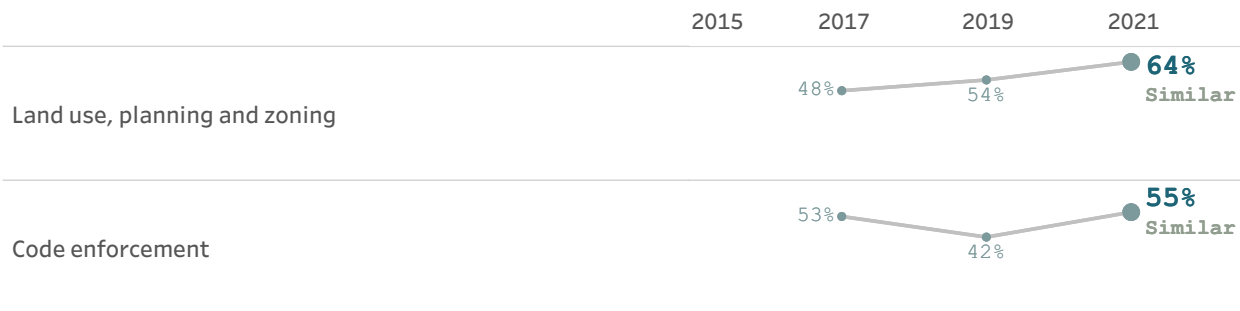 2015 2017 2019 2021
64%
48%
54%
Similar
Land use, planning and zoning
55%
53%
Similar
42%
Code enforcement